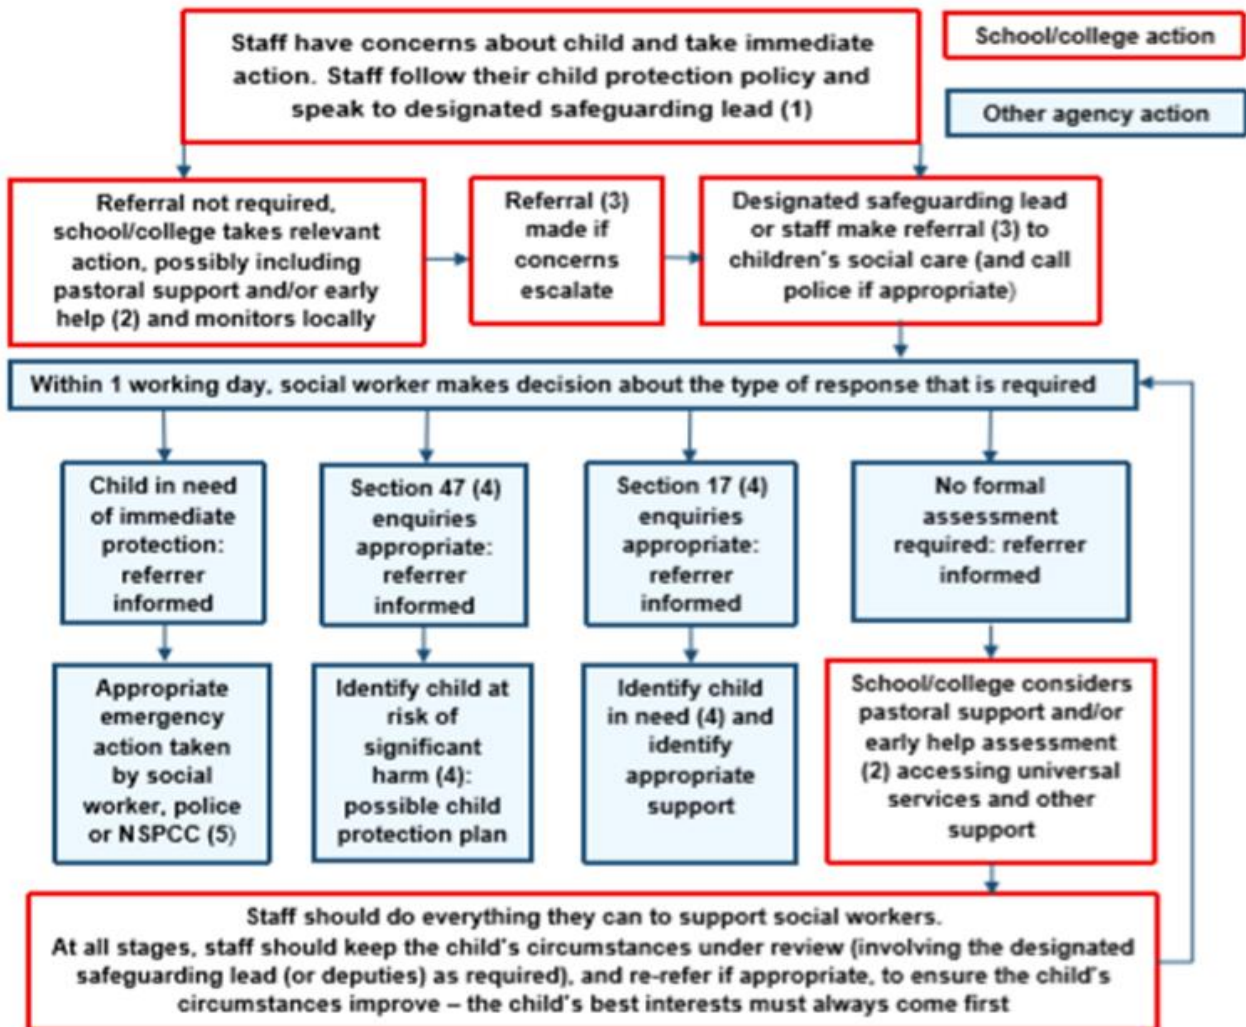 Staff have concerns about child and take immediate
action. Staff follow their child protection policy and
speak to designated safeguarding lead (1)
School/college action
Other agency action
Referral not required,
school/college takes relevant
action, possibly including
pastoral support and/or early
help (2) and monitors locally
Referral (3)
made if
concerns
escalate
Designated safeguarding lead
or staff make referral (3) to
children's social care (and call
police if appropriate)
Within 1 working day, social worker makes decision about the type of response that is required
Child in need
of immediate
protection:
referrer
informed
Section 47 (4)
enquiries
appropriate:
referrer
informed
Section 17 (4)
enquiries
appropriate:
referrer
informed
No formal
assessment
required: referrer
informed
Appropriate
emergency
action taken
by social
worker, police
or NSPCC (5)
Identify child at
risk of
significant
harm (4):
possible child
protection plan
Identify child
in need (4) and
identify
appropriate
support
School/college considers
pastoral support and/or
early help assessment
(2) accessing universal
services and other
support
Staff should do everything they can to support social workers.
At all stages, staff should keep the child's circumstances under review (involving the designated
safeguarding lead (or deputies) as required), and re-refer if appropriate, to ensure the child's
circumstances improve – the child's best interests must always come first